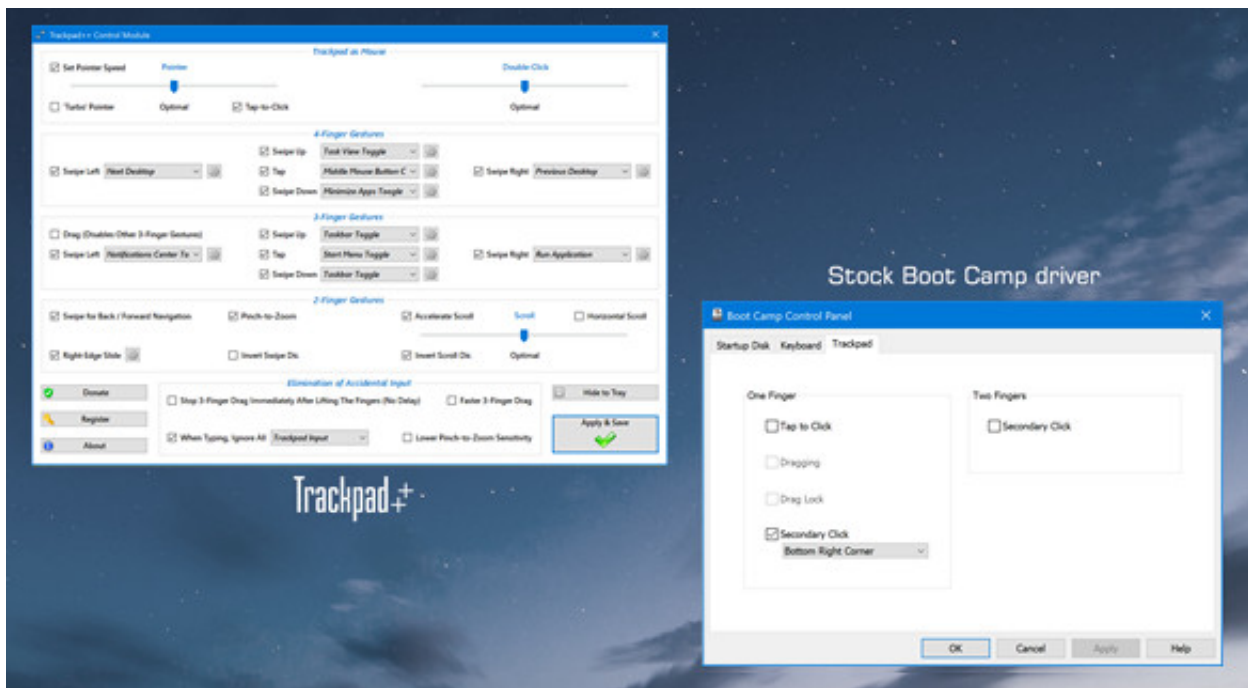 Trackpad++ Control Module
Trackpad as Mouse
Set Pointer Speed Pointer Double-Click
'Turbo' Pointer Optimal Tap-to-Click Optimal
4-Finger Gestures
Swipe Up Task View Toggle
Swipe Left Next Desktop Tap Middle Mouse Button C Swipe Right Previous Desktop
Swipe Down Minimize Apps Toogle
3-Finger Gestures
Drag (Disables Other 3-Finger Gestures) Swipe Up Taskbar Toggle
Swipe Left Notifications Center To Tap Start Menu Toggle Swipe Right Run Application
Swipe Down Taskbar Toggle
2-Finger Gestures
Swipe for Back / Forward Navigation Pinch-to-Zoom Accelerate Scroll Scroll Horizontal Scroll
Right-Edge Slide Invert Swipe Dir. Invert Scroll Dir. Optimal
Elimination of Accidental Input
Donate Stop 3-Finger Drag Immediately After Lifting The Fingers (No Delay) Faster 3-Finger Drag Hide to Tray
Register
When Typing, Ignore All Trackpad Input Lower Pinch-to-Zoom Sensitivity Apply & Save
About
Trackpad++
Stock Boot Camp driver
Boot Camp Control Panel
Startup Disk Keyboard Trackpad
One Finger Two Fingers
Tap to Click Secondary Click
Dragging
Drag Lock
Secondary Click
Bottom Right Corner
OK Cancel Apply Help